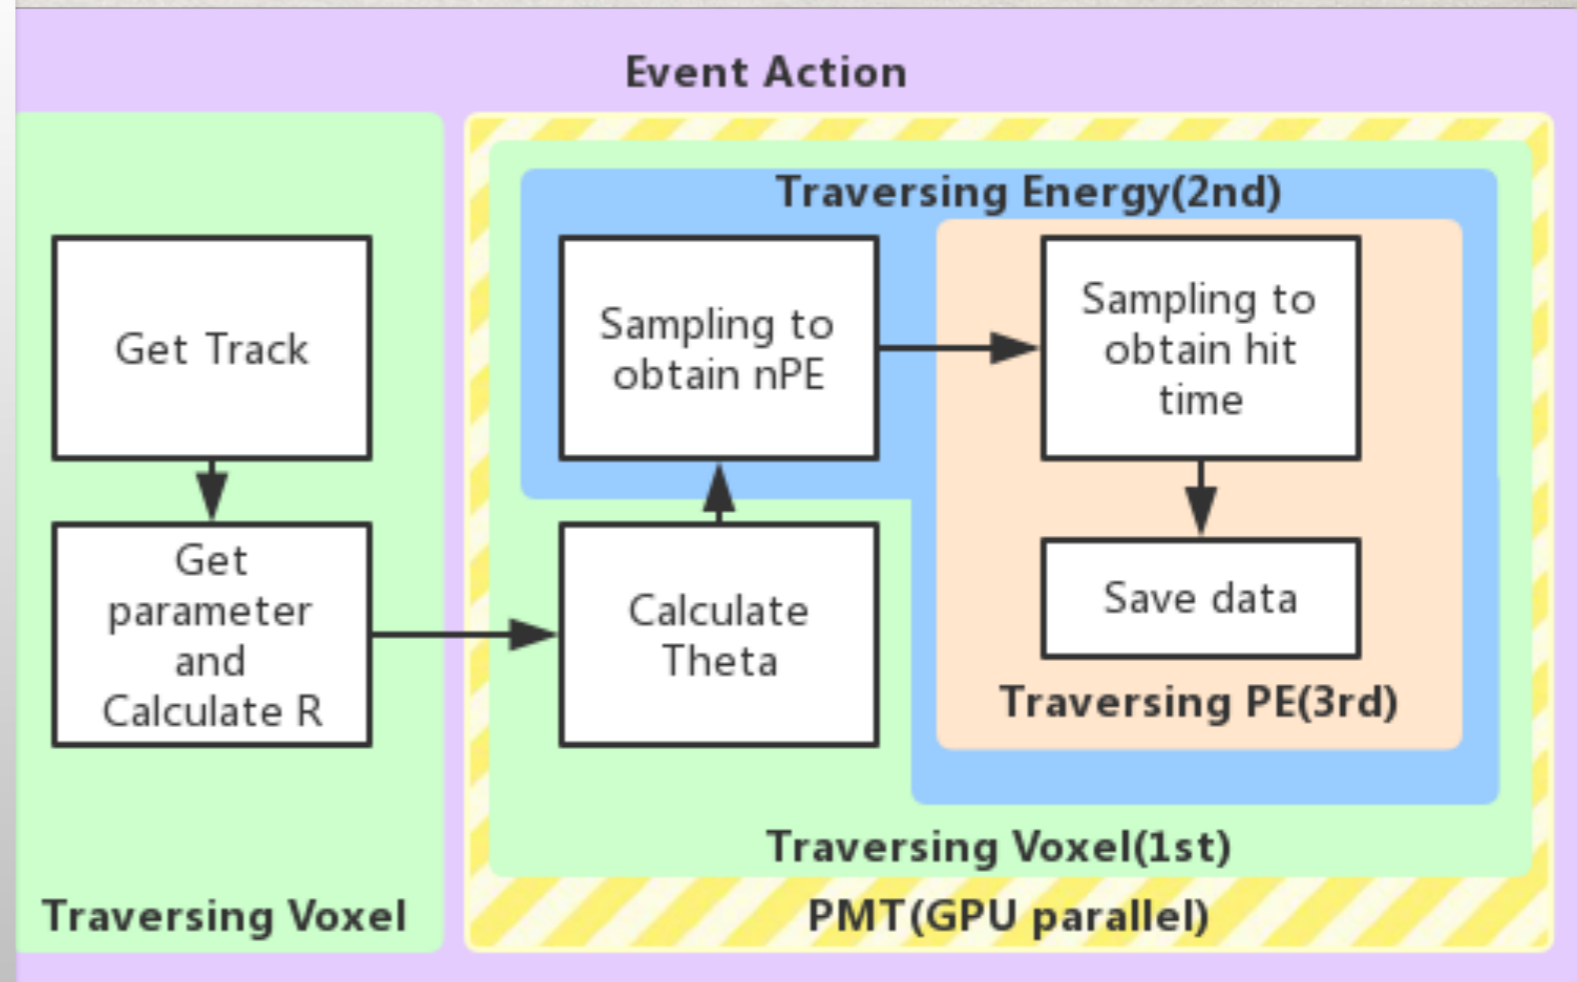 Event Action
Traversing Energy(2nd)
Get Track
Sampling to
obtain nPE
Sampling to
obtain hit
time
Get
parameter
and
Calculate R
Calculate
Theta
Save data
Traversing PE(3rd)
Traversing Voxel(1st)
Traversing Voxel
PMT(GPU parallel)